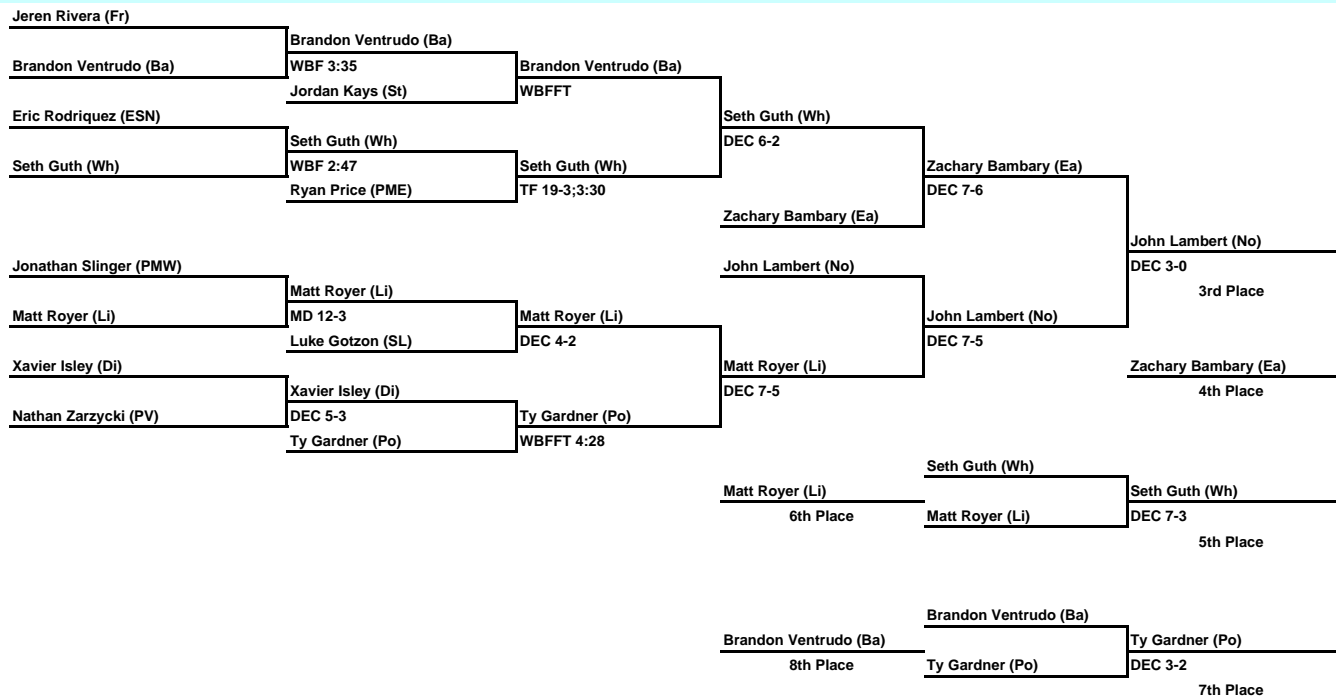 Jeren Rivera (Fr)
Brandon Ventrudo (Ba)
Brandon Ventrudo (Ba)
WBF 3:35
Brandon Ventrudo (Ba)
Jordan Kays (St)
WBFFT
Eric Rodriquez (ESN)
Seth Guth (Wh)
Seth Guth (Wh)
DEC 6-2
Seth Guth (Wh)
WBF 2:47
Seth Guth (Wh)
Zachary Bambary (Ea)
Ryan Price (PME)
TF 19-3;3:30
DEC 7-6
Zachary Bambary (Ea)
John Lambert (No)
Jonathan Slinger (PMW)
John Lambert (No)
DEC 3-0
Matt Royer (Li)
3rd Place
Matt Royer (Li)
MD 12-3
Matt Royer (Li)
John Lambert (No)
Luke Gotzon (SL)
DEC 4-2
DEC 7-5
Xavier Isley (Di)
Matt Royer (Li)
Zachary Bambary (Ea)
Xavier Isley (Di)
DEC 7-5
4th Place
Nathan Zarzycki (PV)
DEC 5-3
Ty Gardner (Po)
Ty Gardner (Po)
WBFFT 4:28
Seth Guth (Wh)
Matt Royer (Li)
Seth Guth (Wh)
6th Place
Matt Royer (Li)
DEC 7-3
5th Place
Brandon Ventrudo (Ba)
Brandon Ventrudo (Ba)
Ty Gardner (Po)
8th Place
Ty Gardner (Po)
DEC 3-2
7th Place